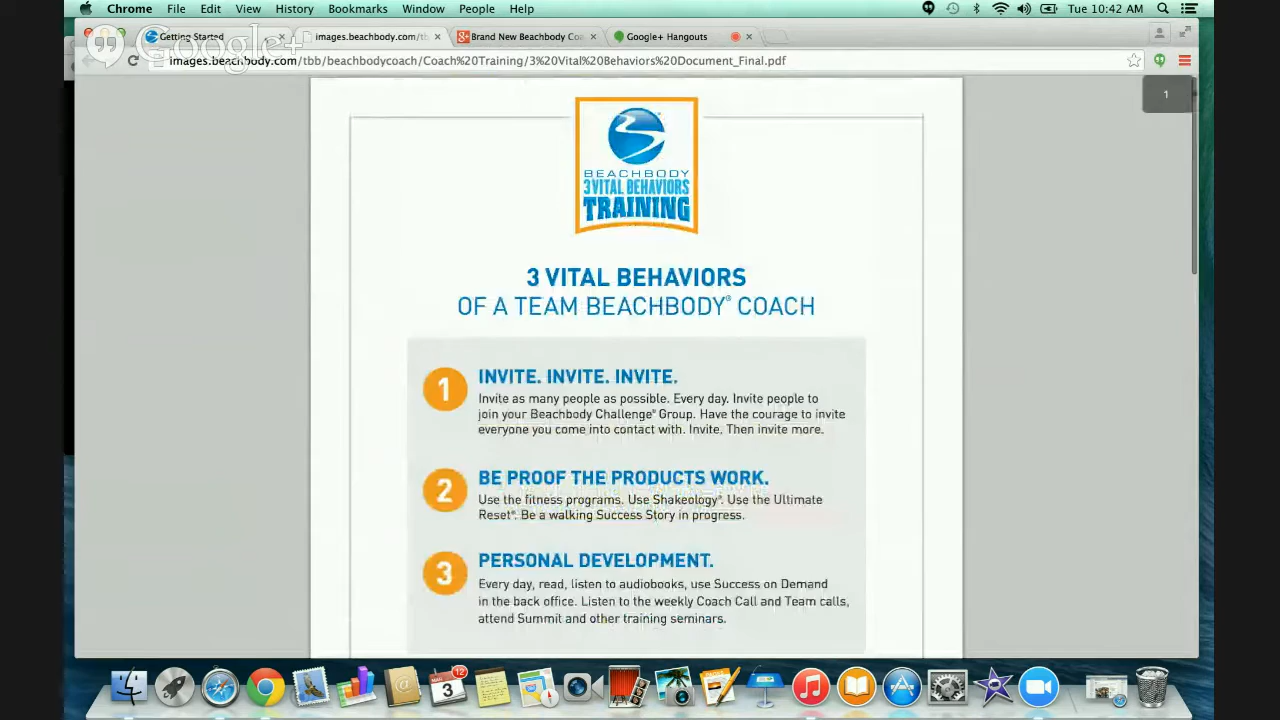 Chrome File Edit View History Bookmarks Window People Help Tue 10:42 AM
Google+
Getting Started images.beachbody.com/tb Brand New Beachbody Coa Google+ Hangouts
images.beachbody.com/tbb/beachbodycoach/Coach%20Training/3%20Vital%20Behaviors%20Document_Final.pdf
1
BEACHBODY
3 VITAL BEHAVIORS
TRAINING
3 VITAL BEHAVIORS
OF A TEAM BEACHBODY® COACH
1 INVITE. INVITE. INVITE.
Invite as many people as possible. Every day. Invite people to
join your Beachbody Challenge® Group. Have the courage to invite
everyone you come into contact with. Invite. Then invite more.
2 BE PROOF THE PRODUCTS WORK.
Use the fitness programs. Use Shakeology®. Use the Ultimate
Reset®. Be a walking Success Story in progress.
3 PERSONAL DEVELOPMENT.
Every day, read, listen to audiobooks, use Success on Demand
in the back office. Listen to the weekly Coach Call and Team calls,
attend Summit and other training seminars.
12
3